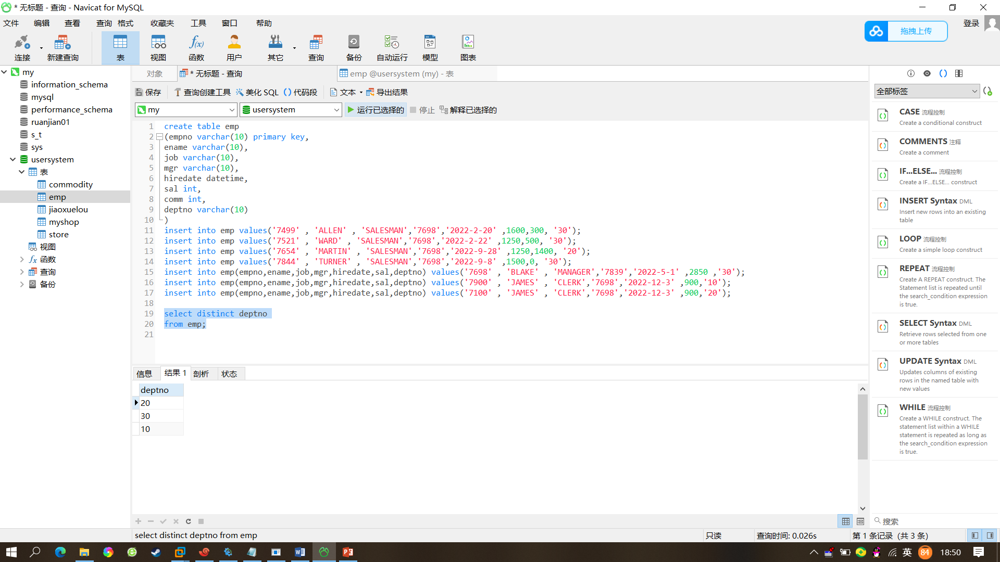 * 无标题 - 查询 - Navicat for MySQL
文件 编辑 查看 查询 格式 收藏夹 工具 窗口 帮助
登录
拖拽上传
连接 新建查询 表 视图 函数 用户 其它 查询 备份 自动运行 模型 图表
my
information_schema
mysql
performance_schema
ruanjian01
s_t
sys
usersystem
表
commodity
emp
jiaoxuelou
myshop
store
视图
函数
查询
备份
对象 * 无标题 - 查询 emp @usersystem (my) - 表
保存 查询创建工具 美化 SQL 代码段 文本 导出结果
my usersystem 运行已选择的 停止 解释已选择的
1 create table emp
2 (empno varchar(10) primary key,
3 ename varchar(10),
4 job varchar(10),
5 mgr varchar(10),
6 hiredate datetime,
7 sal int,
8 comm int,
9 deptno varchar(10)
10 )
11 insert into emp values('7499' , 'ALLEN' , 'SALESMAN','7698','2022-2-20' ,1600,300, '30');
12 insert into emp values('7521' , 'WARD' , 'SALESMAN','7698','2022-2-22' ,1250,500, '30');
13 insert into emp values('7654' , 'MARTIN' , 'SALESMAN','7698','2022-9-28' ,1250,1400, '20');
14 insert into emp values('7844' , 'TURNER' , 'SALESMAN','7698','2022-9-8' ,1500,0, '30');
15 insert into emp(empno,ename,job,mgr,hiredate,sal,deptno) values('7698' , 'BLAKE' , 'MANAGER','7839','2022-5-1' ,2850 ,'30');
16 insert into emp(empno,ename,job,mgr,hiredate,sal,deptno) values('7900' , 'JAMES' , 'CLERK','7698','2022-12-3' ,900,'10');
17 insert into emp(empno,ename,job,mgr,hiredate,sal,deptno) values('7100' , 'JAMES' , 'CLERK','7698','2022-12-3' ,900,'20');
18
19 select distinct deptno
20 from emp;
21
信息 结果 1 剖析 状态
deptno
20
30
10
select distinct deptno from emp
只读
查询时间: 0.026s
第 1 条记录 (共 3 条)
全部标签
CASE 流程控制
Create a conditional construct
COMMENTS 注释
Create a comment
IF...ELSE... 流程控制
Create a IF...ELSE... construct
INSERT Syntax DML
Insert new rows into an existing
table
LOOP 流程控制
Create a simple loop construct
REPEAT 流程控制
Create A REPEAT construct. The
Statement list is repeated until
the search_condition expression
is true.
SELECT Syntax DML
Retrieve rows selected from one
or more tables
UPDATE Syntax DML
Updates columns of existing
rows in the named table with
new values
WHILE 流程控制
Create a WHILE construct. The
statement list within a WHILE
statement is repeated as long as
the search_condition expression
is true.
搜索
英
84
18:50